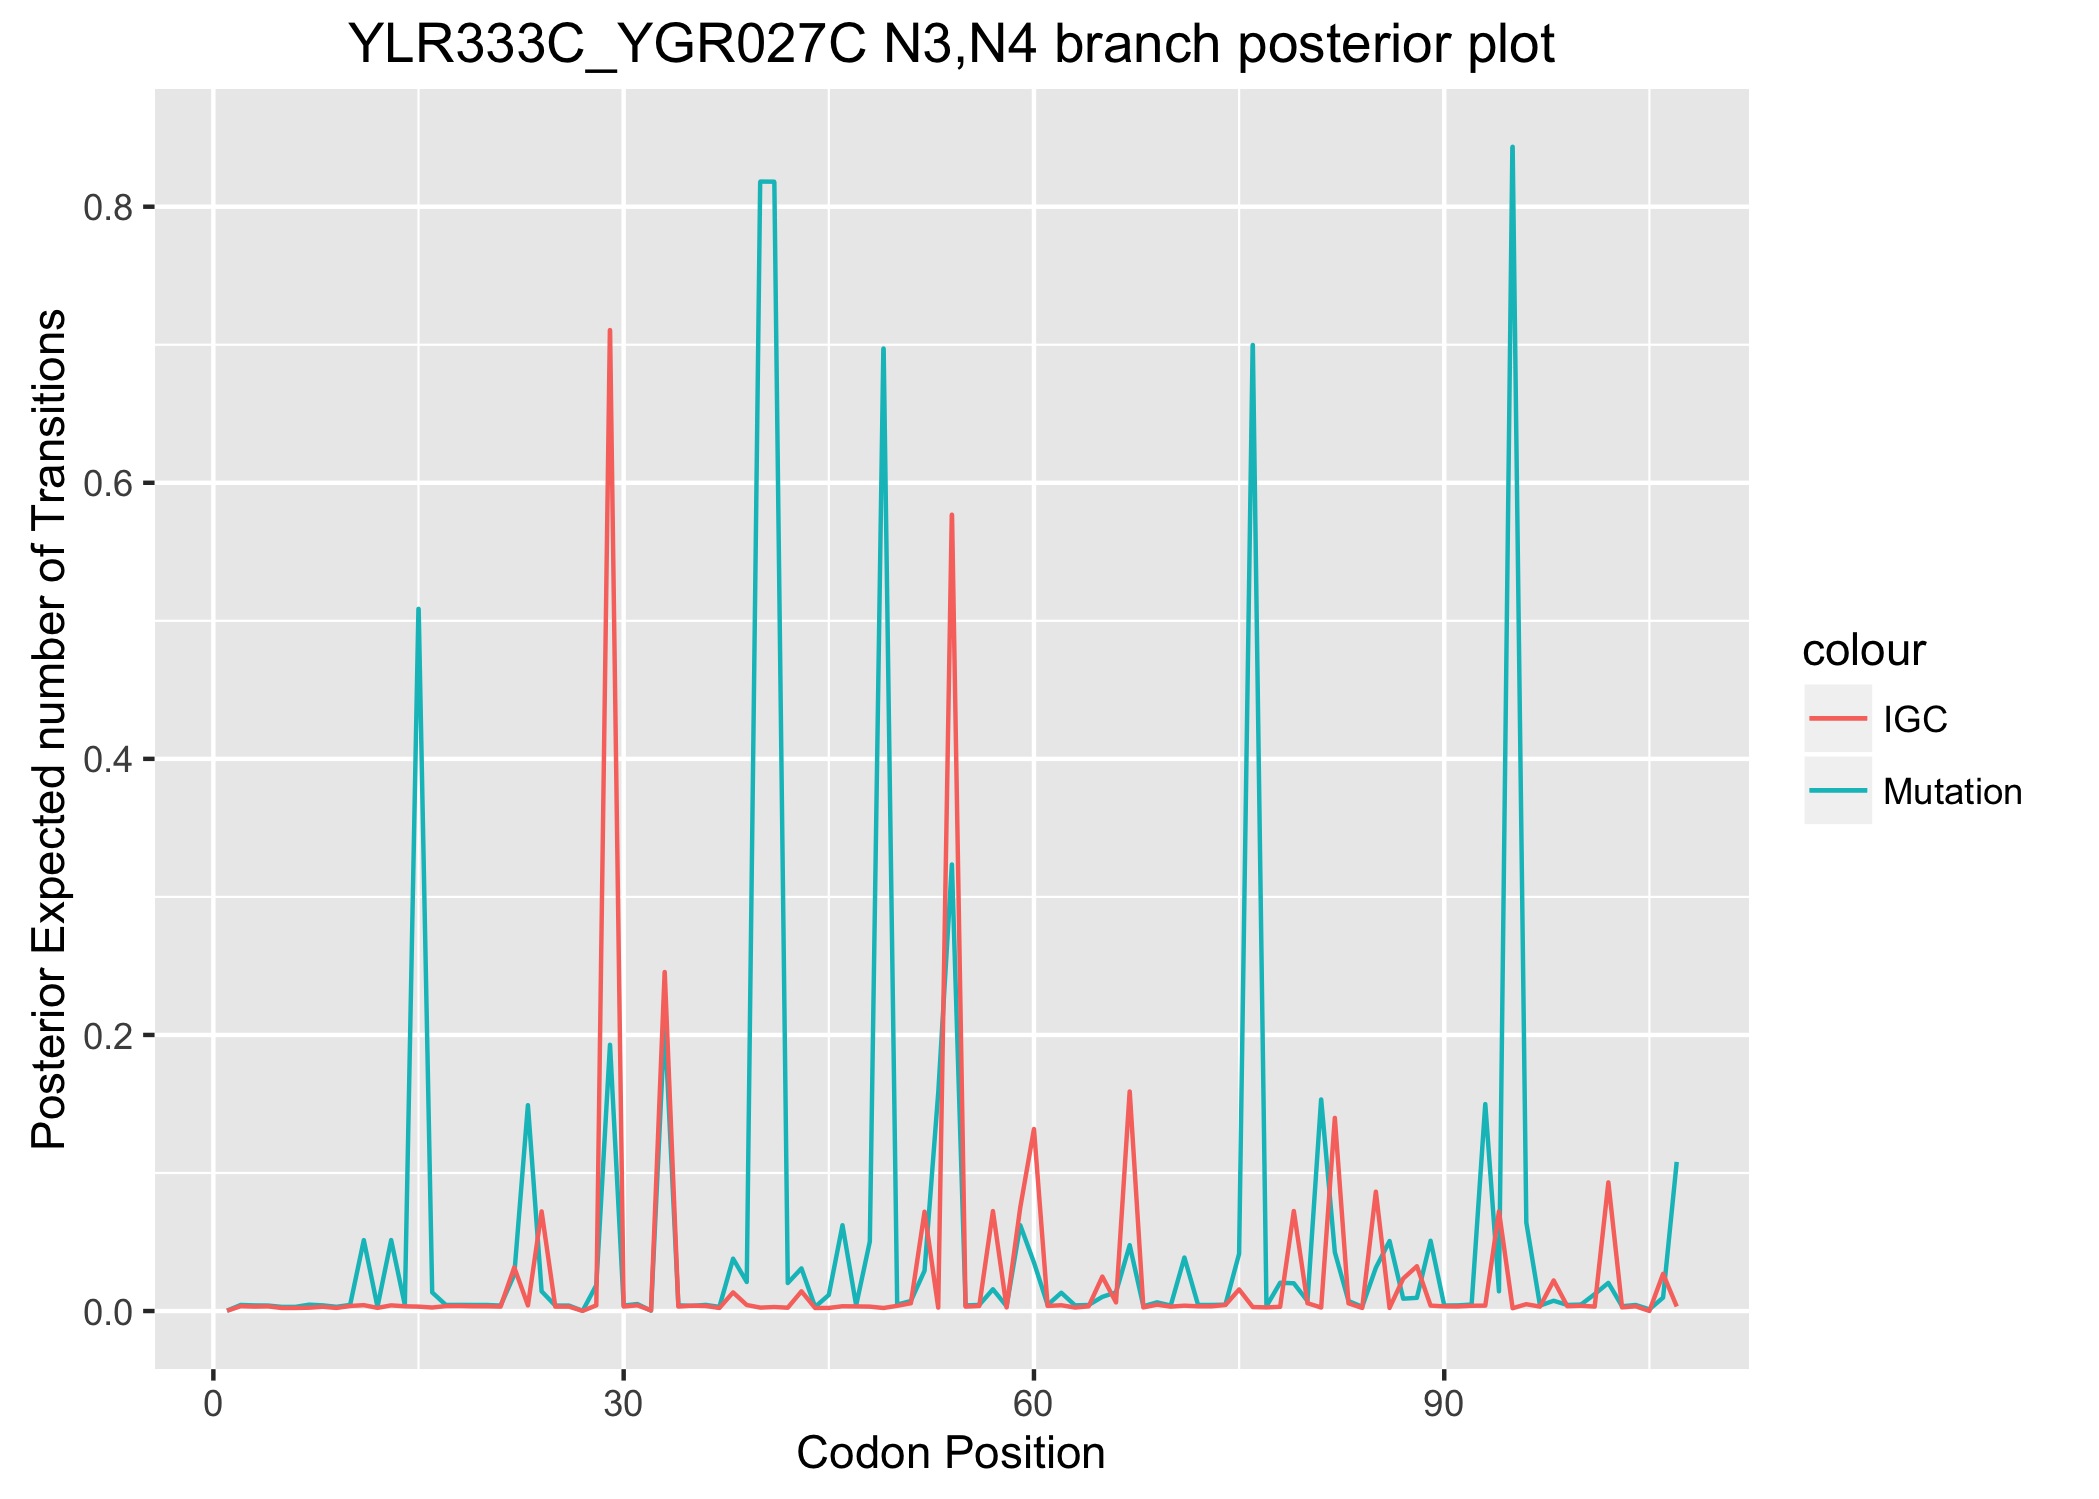 YLR333C_YGR027C N3,N4 branch posterior plot
Posterior Expected number of Transitions
0.8
0.6
0.4
0.2
0.0
0
30
60
90
Codon Position
colour
IGC
Mutation